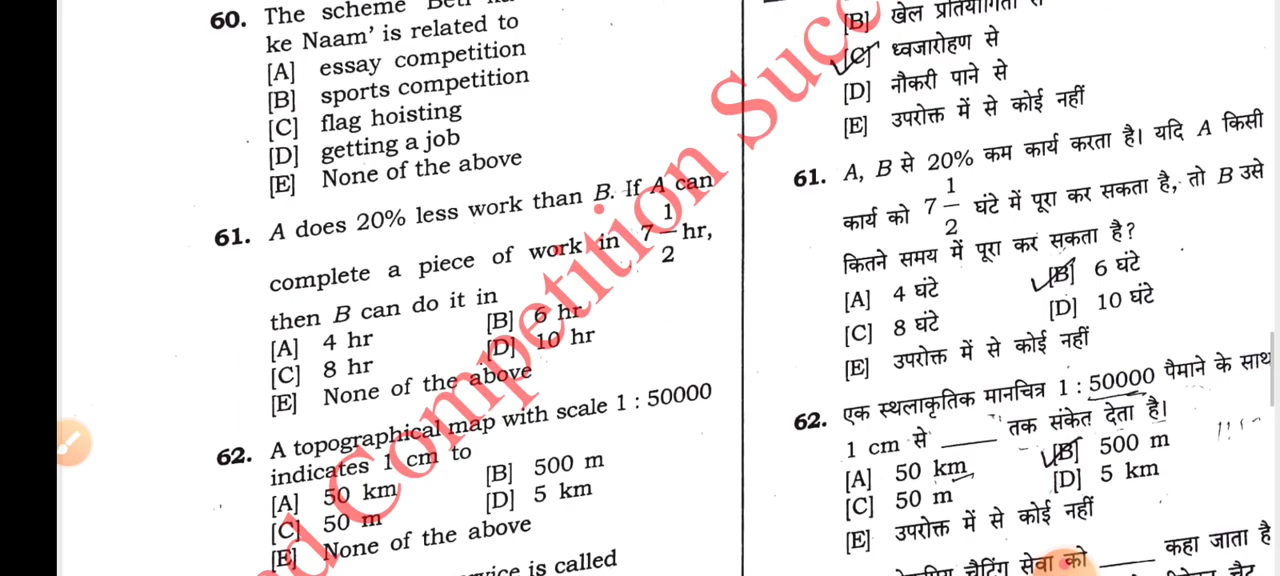 60. The scheme
ke Naam’ is related to
[A] essay competition
[B] sports competition
[C] flag hoisting
[D] getting a job
[E] None of the above
61. A does 20% less work than B. If A can
complete a piece of work in 7 1/2 hr,
then B can do it in
[A] 4 hr [B] 6 hr
[C] 8 hr [D] 10 hr
[E] None of the above
62. A topographical map with scale 1 : 50000
indicates 1 cm to
[A] 50 km [B] 500 m
[C] 50 m [D] 5 km
[E] None of the above
is called
[B] खेल प्रतियोगिता
[C] ध्वजारोहण से
[D] नौकरी पाने से
[E] उपरोक्त में से कोई नहीं
61. A, B से 20% कम कार्य करता है। यदि A किसी
कार्य को 7 1/2 घंटे में पूरा कर सकता है, तो B उसे
कितने समय में पूरा कर सकता है?
[A] 4 घंटे [B] 6 घंटे
[C] 8 घंटे [D] 10 घंटे
[E] उपरोक्त में से कोई नहीं
62. एक स्थलाकृतिक मानचित्र 1 : 50000 पैमाने के साथ
1 cm से ____ तक संकेत देता है।
[A] 50 km [B] 500 m
[C] 50 m [D] 5 km
[E] उपरोक्त में से कोई नहीं
चैटिंग सेवा को ____ कहा जाता है
Competition